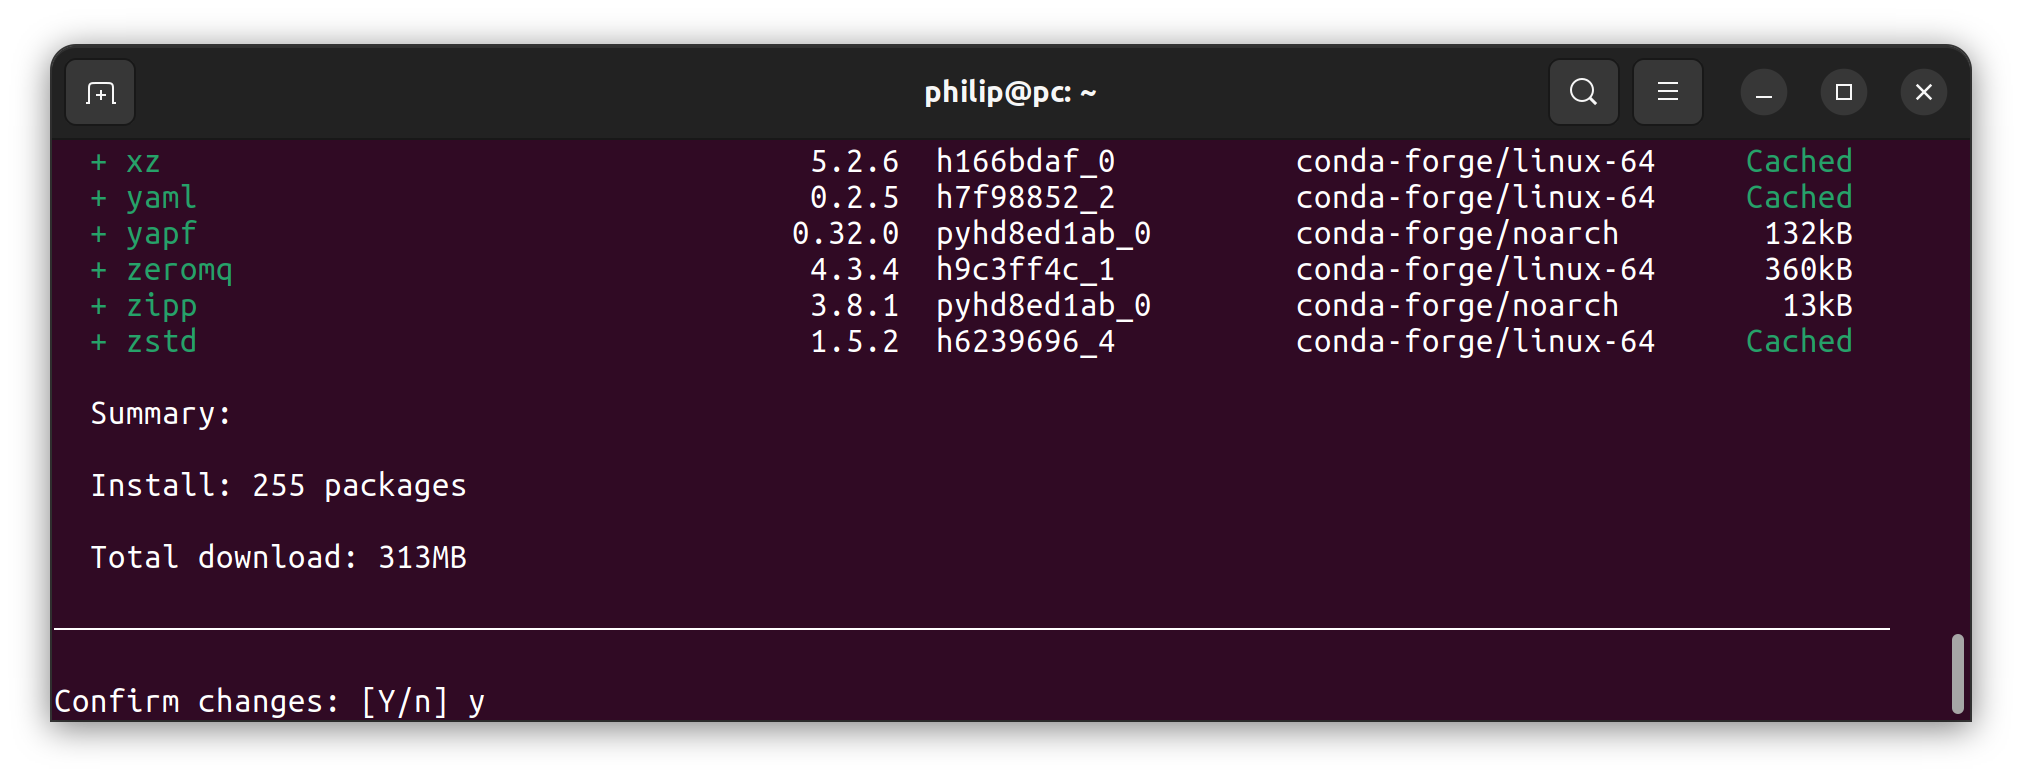 philip@pc: ~
+ xz 5.2.6 h166bdaf_0 conda-forge/linux-64 Cached
+ yaml 0.2.5 h7f98852_2 conda-forge/linux-64 Cached
+ yapf 0.32.0 pyhd8ed1ab_0 conda-forge/noarch 132kB
+ zeromq 4.3.4 h9c3ff4c_1 conda-forge/linux-64 360kB
+ zipp 3.8.1 pyhd8ed1ab_0 conda-forge/noarch 13kB
+ zstd 1.5.2 h6239696_4 conda-forge/linux-64 Cached
Summary:
Install: 255 packages
Total download: 313MB
Confirm changes: [Y/n] y